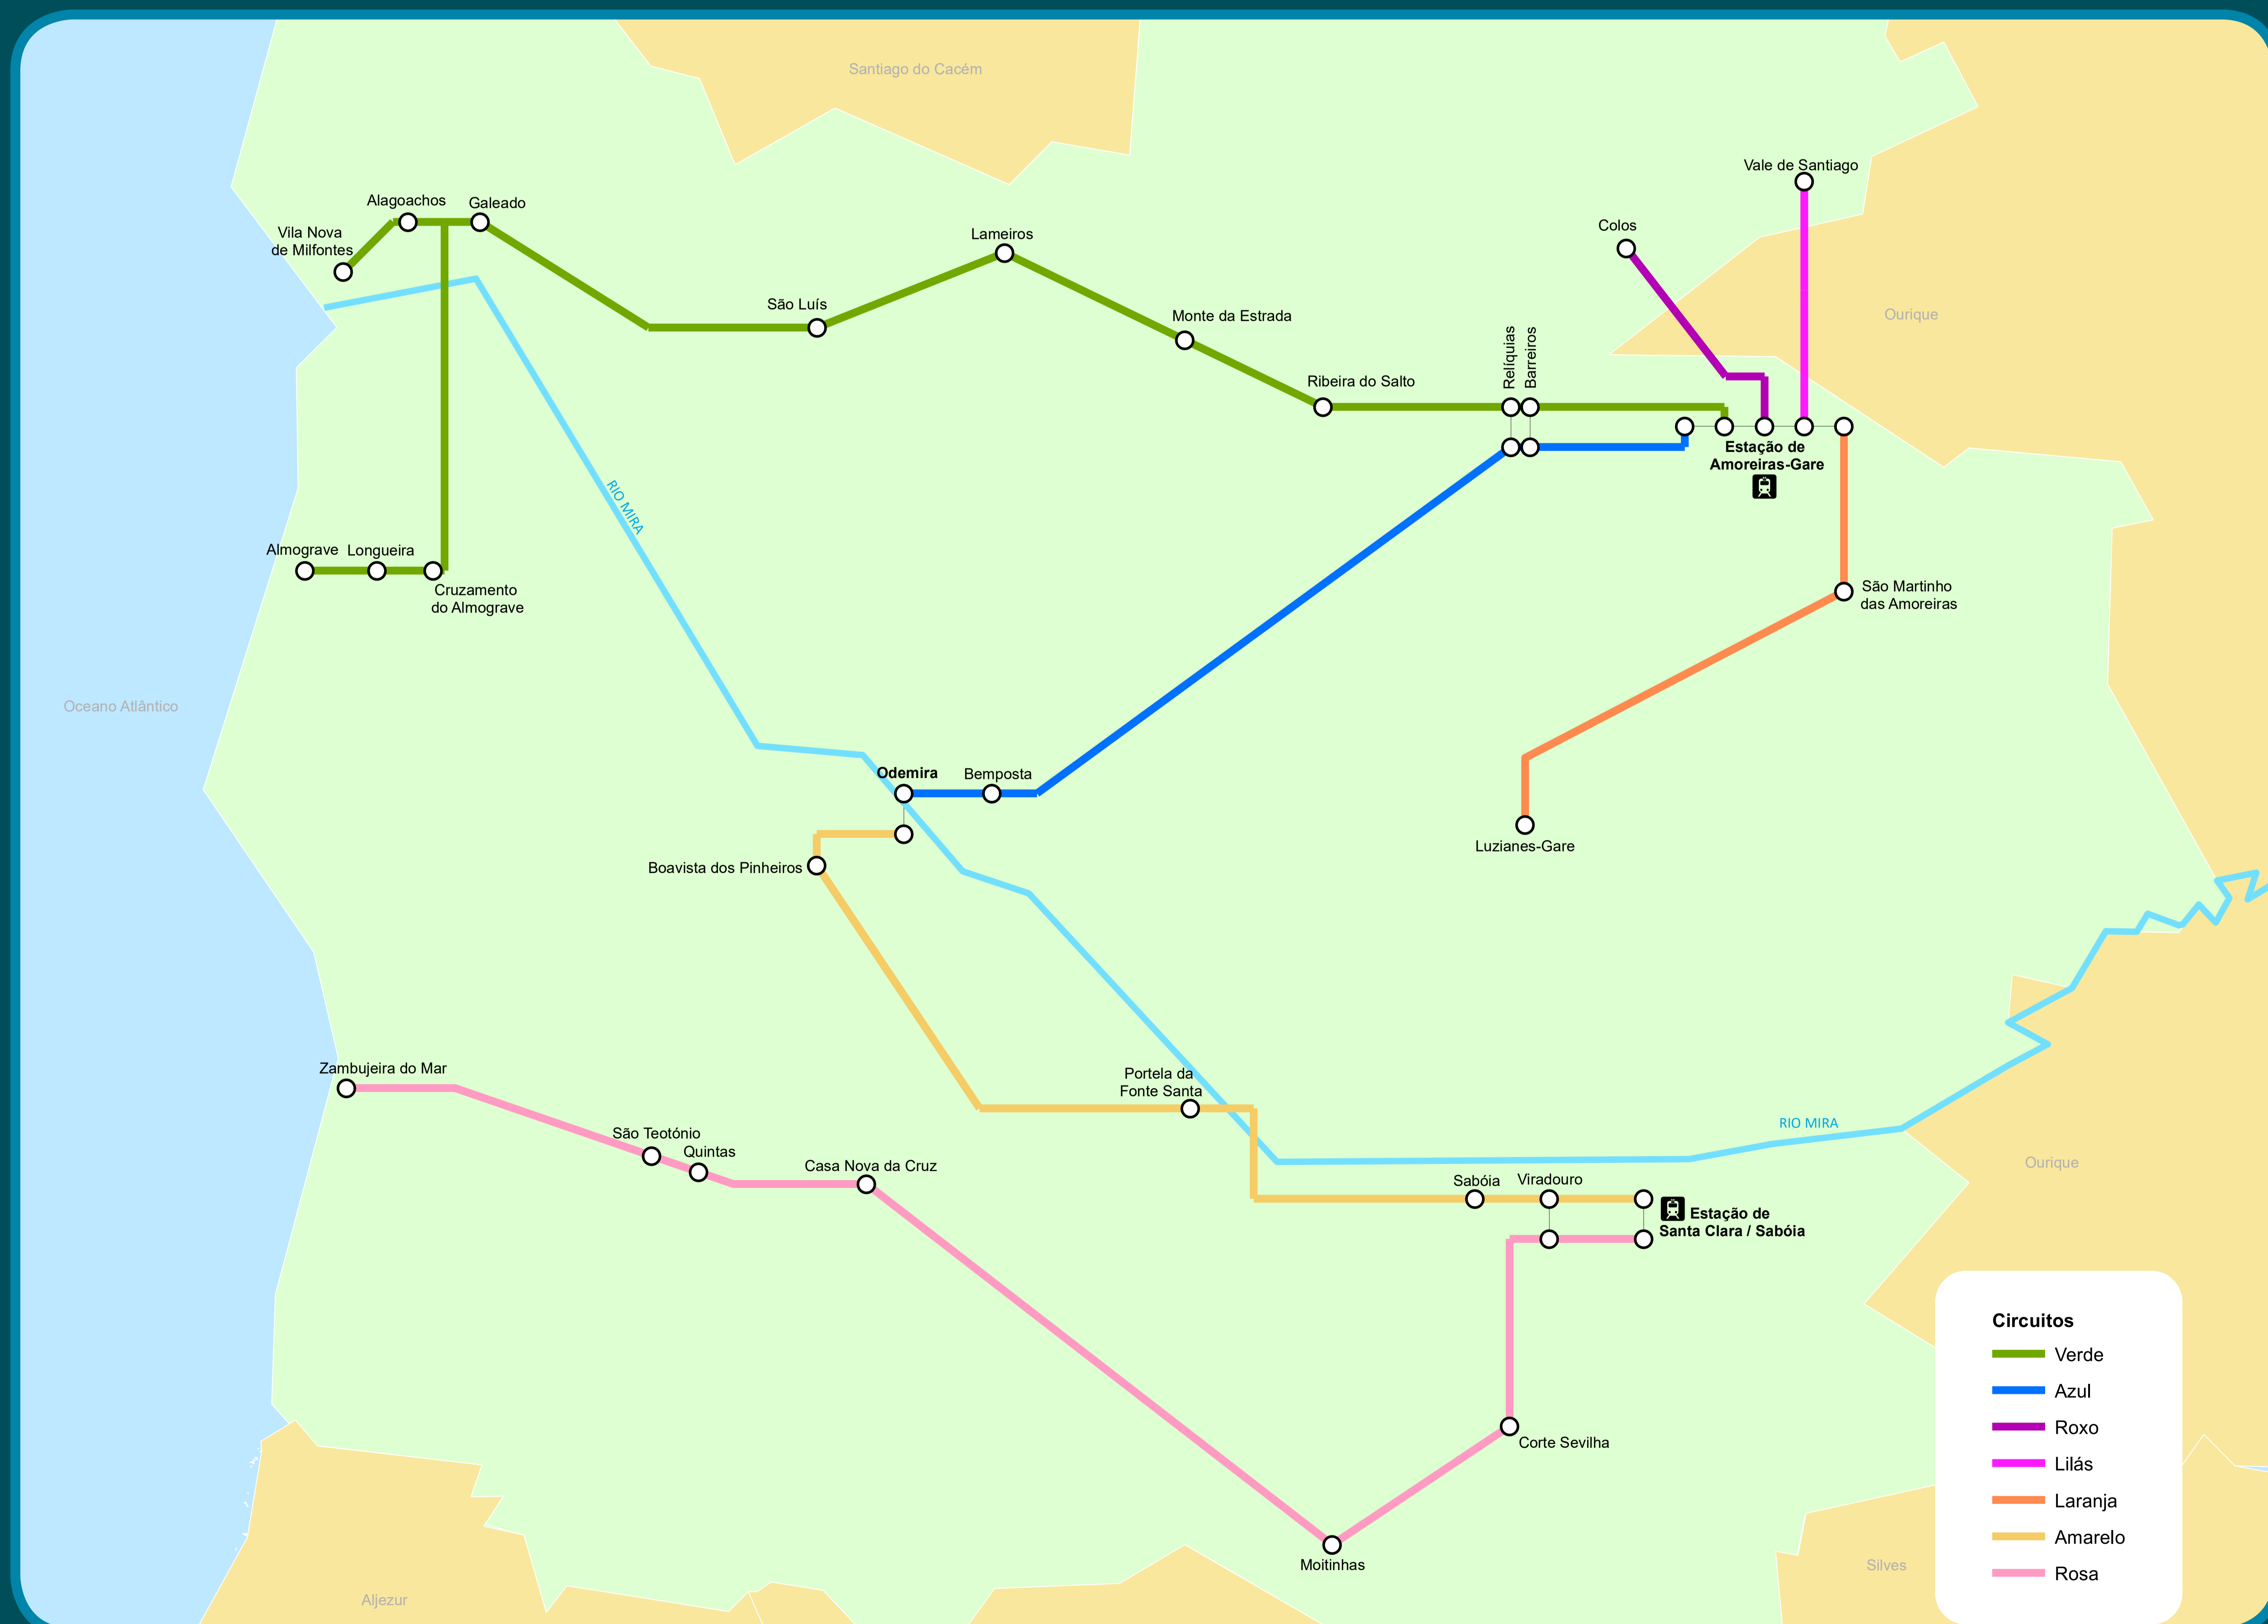 Santiago do Cacém
Vale de Santiago
Alagoachos
Galeado
Colos
Vila Nova
de Milfontes
Lameiros
São Luís
Monte da Estrada
Ourique
Relíquias
Barreiros
Ribeira do Salto
Estação de
Amoreiras-Gare
RIO MIRA
Almograve
Longueira
Cruzamento
do Almograve
São Martinho
das Amoreiras
Oceano Atlântico
Odemira
Bemposta
Luzianes-Gare
Boavista dos Pinheiros
Zambujeira do Mar
Portela da
Fonte Santa
RIO MIRA
São Teotónio
Quintas
Casa Nova da Cruz
Sabóia
Viradouro
Ourique
Estação de
Santa Clara / Sabóia
Corte Sevilha
Moitinhas
Silves
Aljezur
Circuitos
Verde
Azul
Roxo
Lilás
Laranja
Amarelo
Rosa